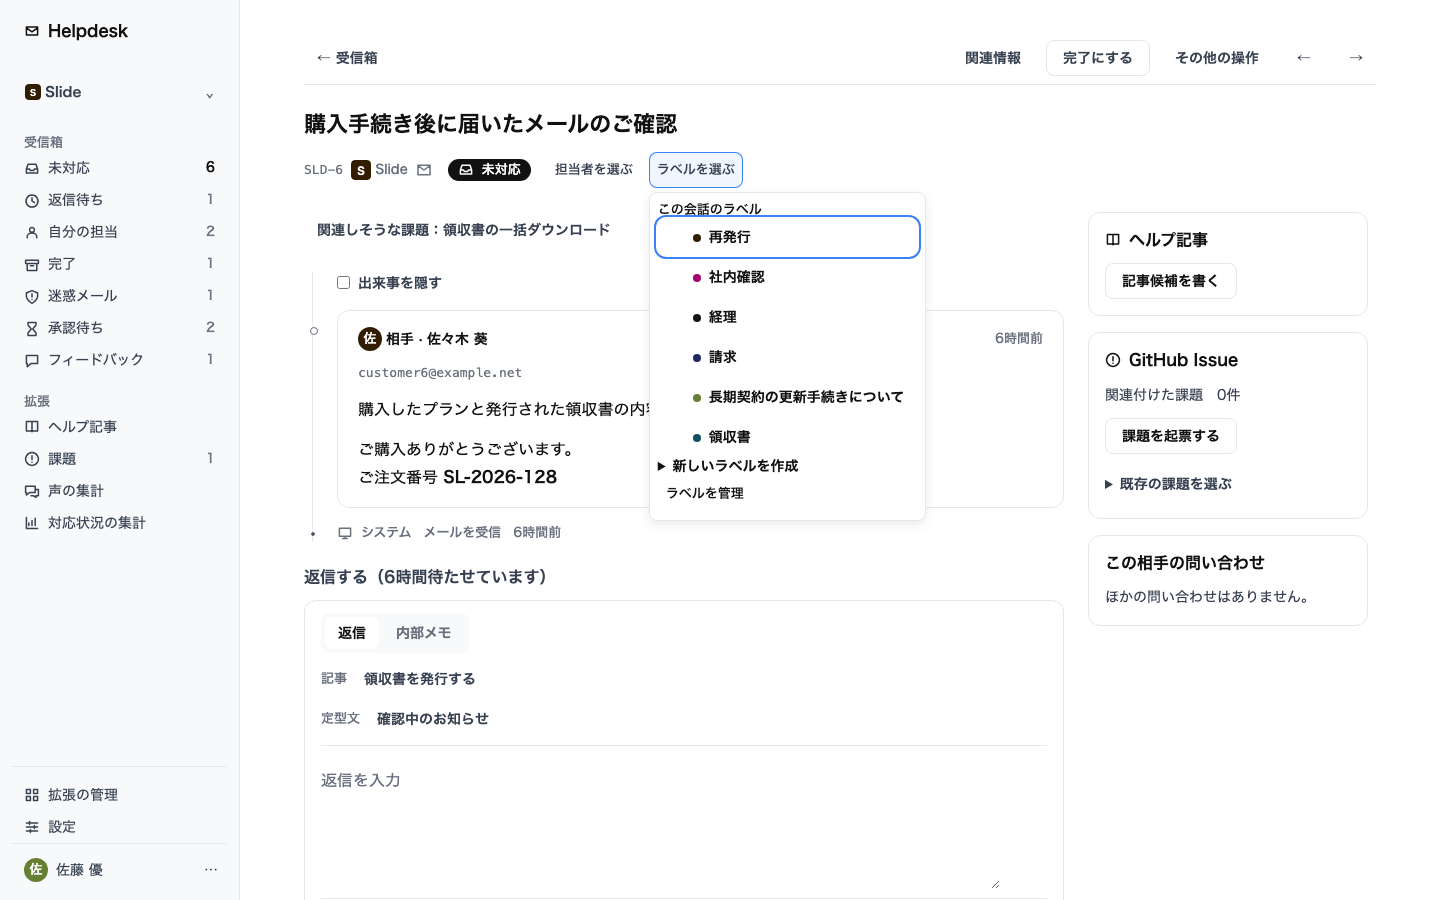 Helpdesk
S Slide
受信箱
未対応 6
返信待ち 1
自分の担当 2
完了 1
迷惑メール 1
承認待ち 2
フィードバック 1
拡張
ヘルプ記事
課題 1
声の集計
対応状況の集計
拡張の管理
設定
佐 佐藤 優 ···
← 受信箱
関連情報 完了にする その他の操作 ← →
購入手続き後に届いたメールのご確認
SLD-6 S Slide 未対応 担当者を選ぶ ラベルを選ぶ
この会話のラベル
再発行
社内確認
経理
請求
長期契約の更新手続きについて
領収書
新しいラベルを作成
ラベルを管理
関連しそうな課題：領収書の一括ダウンロード
出来事を隠す
佐 相手 · 佐々木 葵 6時間前
customer6@example.net
購入したプランと発行された領収書の内
ご購入ありがとうございます。
ご注文番号 SL-2026-128
システム メールを受信 6時間前
返信する（6時間待たせています）
返信 内部メモ
記事 領収書を発行する
定型文 確認中のお知らせ
返信を入力
ヘルプ記事
記事候補を書く
GitHub Issue
関連付けた課題 0件
課題を起票する
既存の課題を選ぶ
この相手の問い合わせ
ほかの問い合わせはありません。